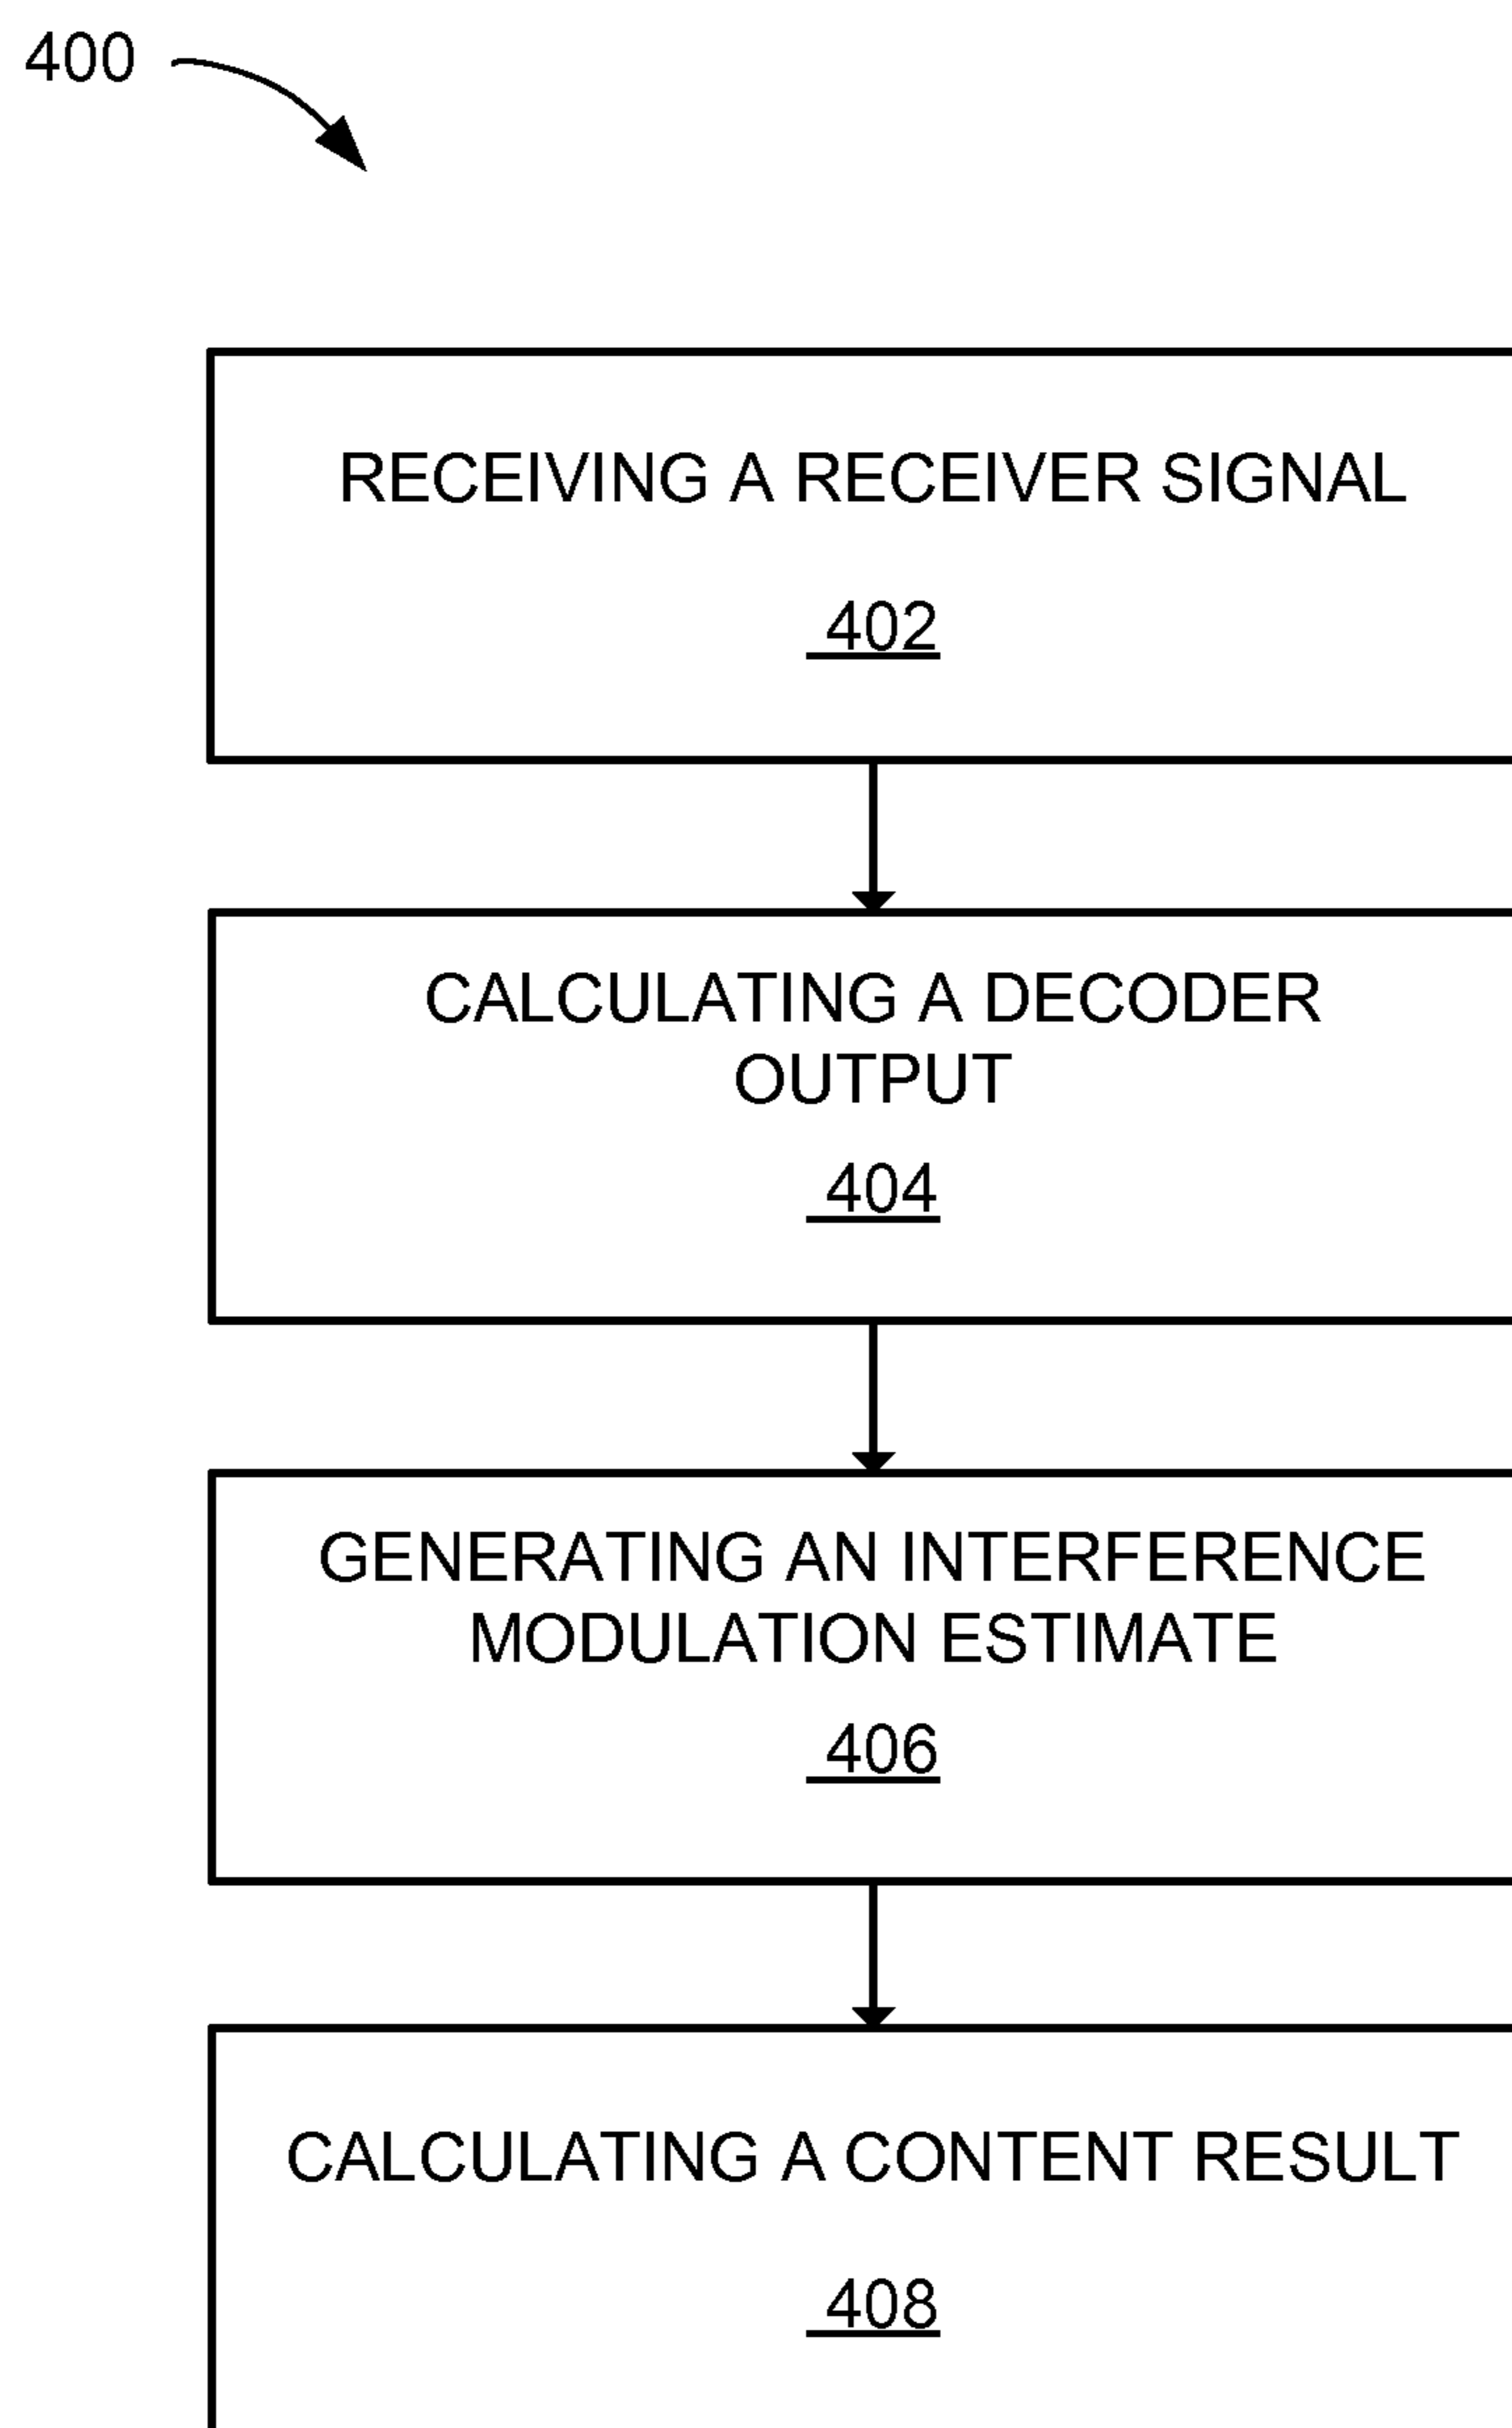 400
RECEIVING A RECEIVER SIGNAL
402
CALCULATING A DECODER
OUTPUT
404
GENERATING AN INTERFERENCE
MODULATION ESTIMATE
406
CALCULATING A CONTENT RESULT
408